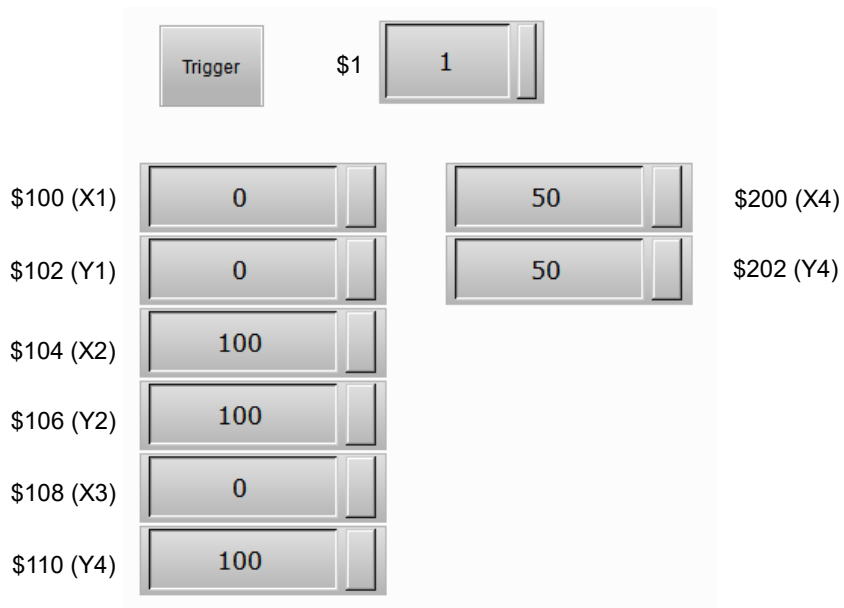 Trigger $1 1
$100 (X1) 0 50 $200 (X4)
$102 (Y1) 0 50 $202 (Y4)
$104 (X2) 100
$106 (Y2) 100
$108 (X3) 0
$110 (Y4) 100